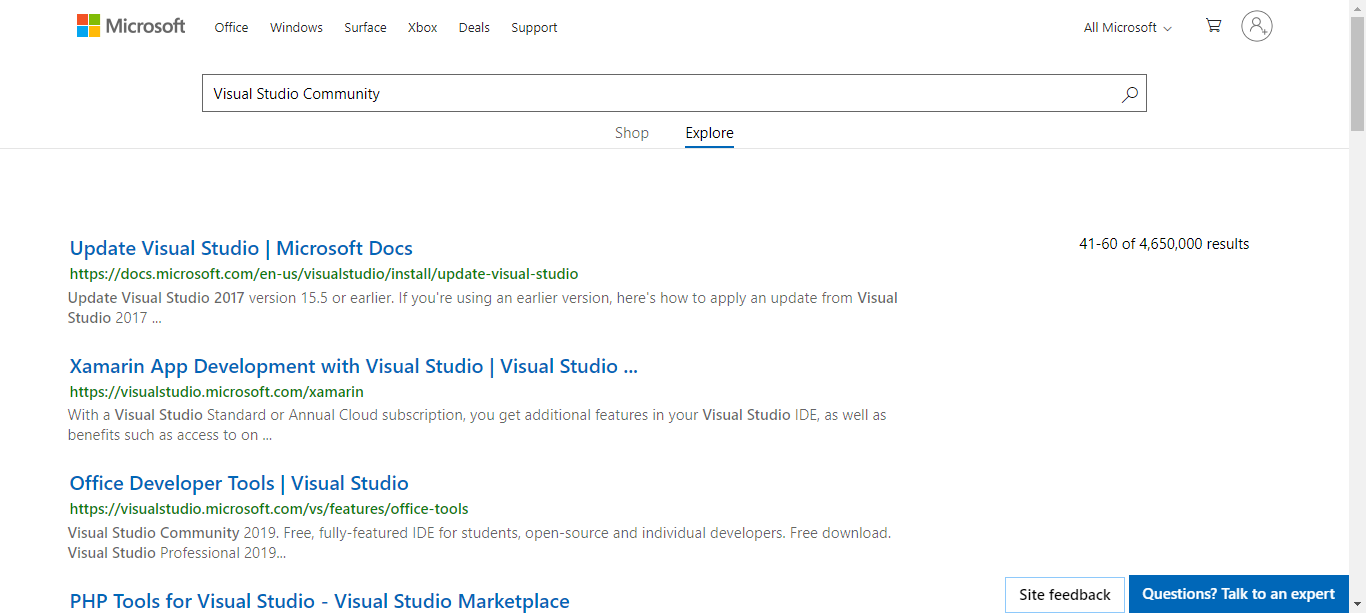 Microsoft Office Windows Surface Xbox Deals Support All Microsoft
Visual Studio Community
Shop Explore
41-60 of 4,650,000 results
Update Visual Studio | Microsoft Docs
https://docs.microsoft.com/en-us/visualstudio/install/update-visual-studio
Update Visual Studio 2017 version 15.5 or earlier. If you're using an earlier version, here's how to apply an update from Visual
Studio 2017 ...
Xamarin App Development with Visual Studio | Visual Studio ...
https://visualstudio.microsoft.com/xamarin
With a Visual Studio Standard or Annual Cloud subscription, you get additional features in your Visual Studio IDE, as well as
benefits such as access to on ...
Office Developer Tools | Visual Studio
https://visualstudio.microsoft.com/vs/features/office-tools
Visual Studio Community 2019. Free, fully-featured IDE for students, open-source and individual developers. Free download.
Visual Studio Professional 2019...
PHP Tools for Visual Studio - Visual Studio Marketplace
Site feedback Questions? Talk to an expert